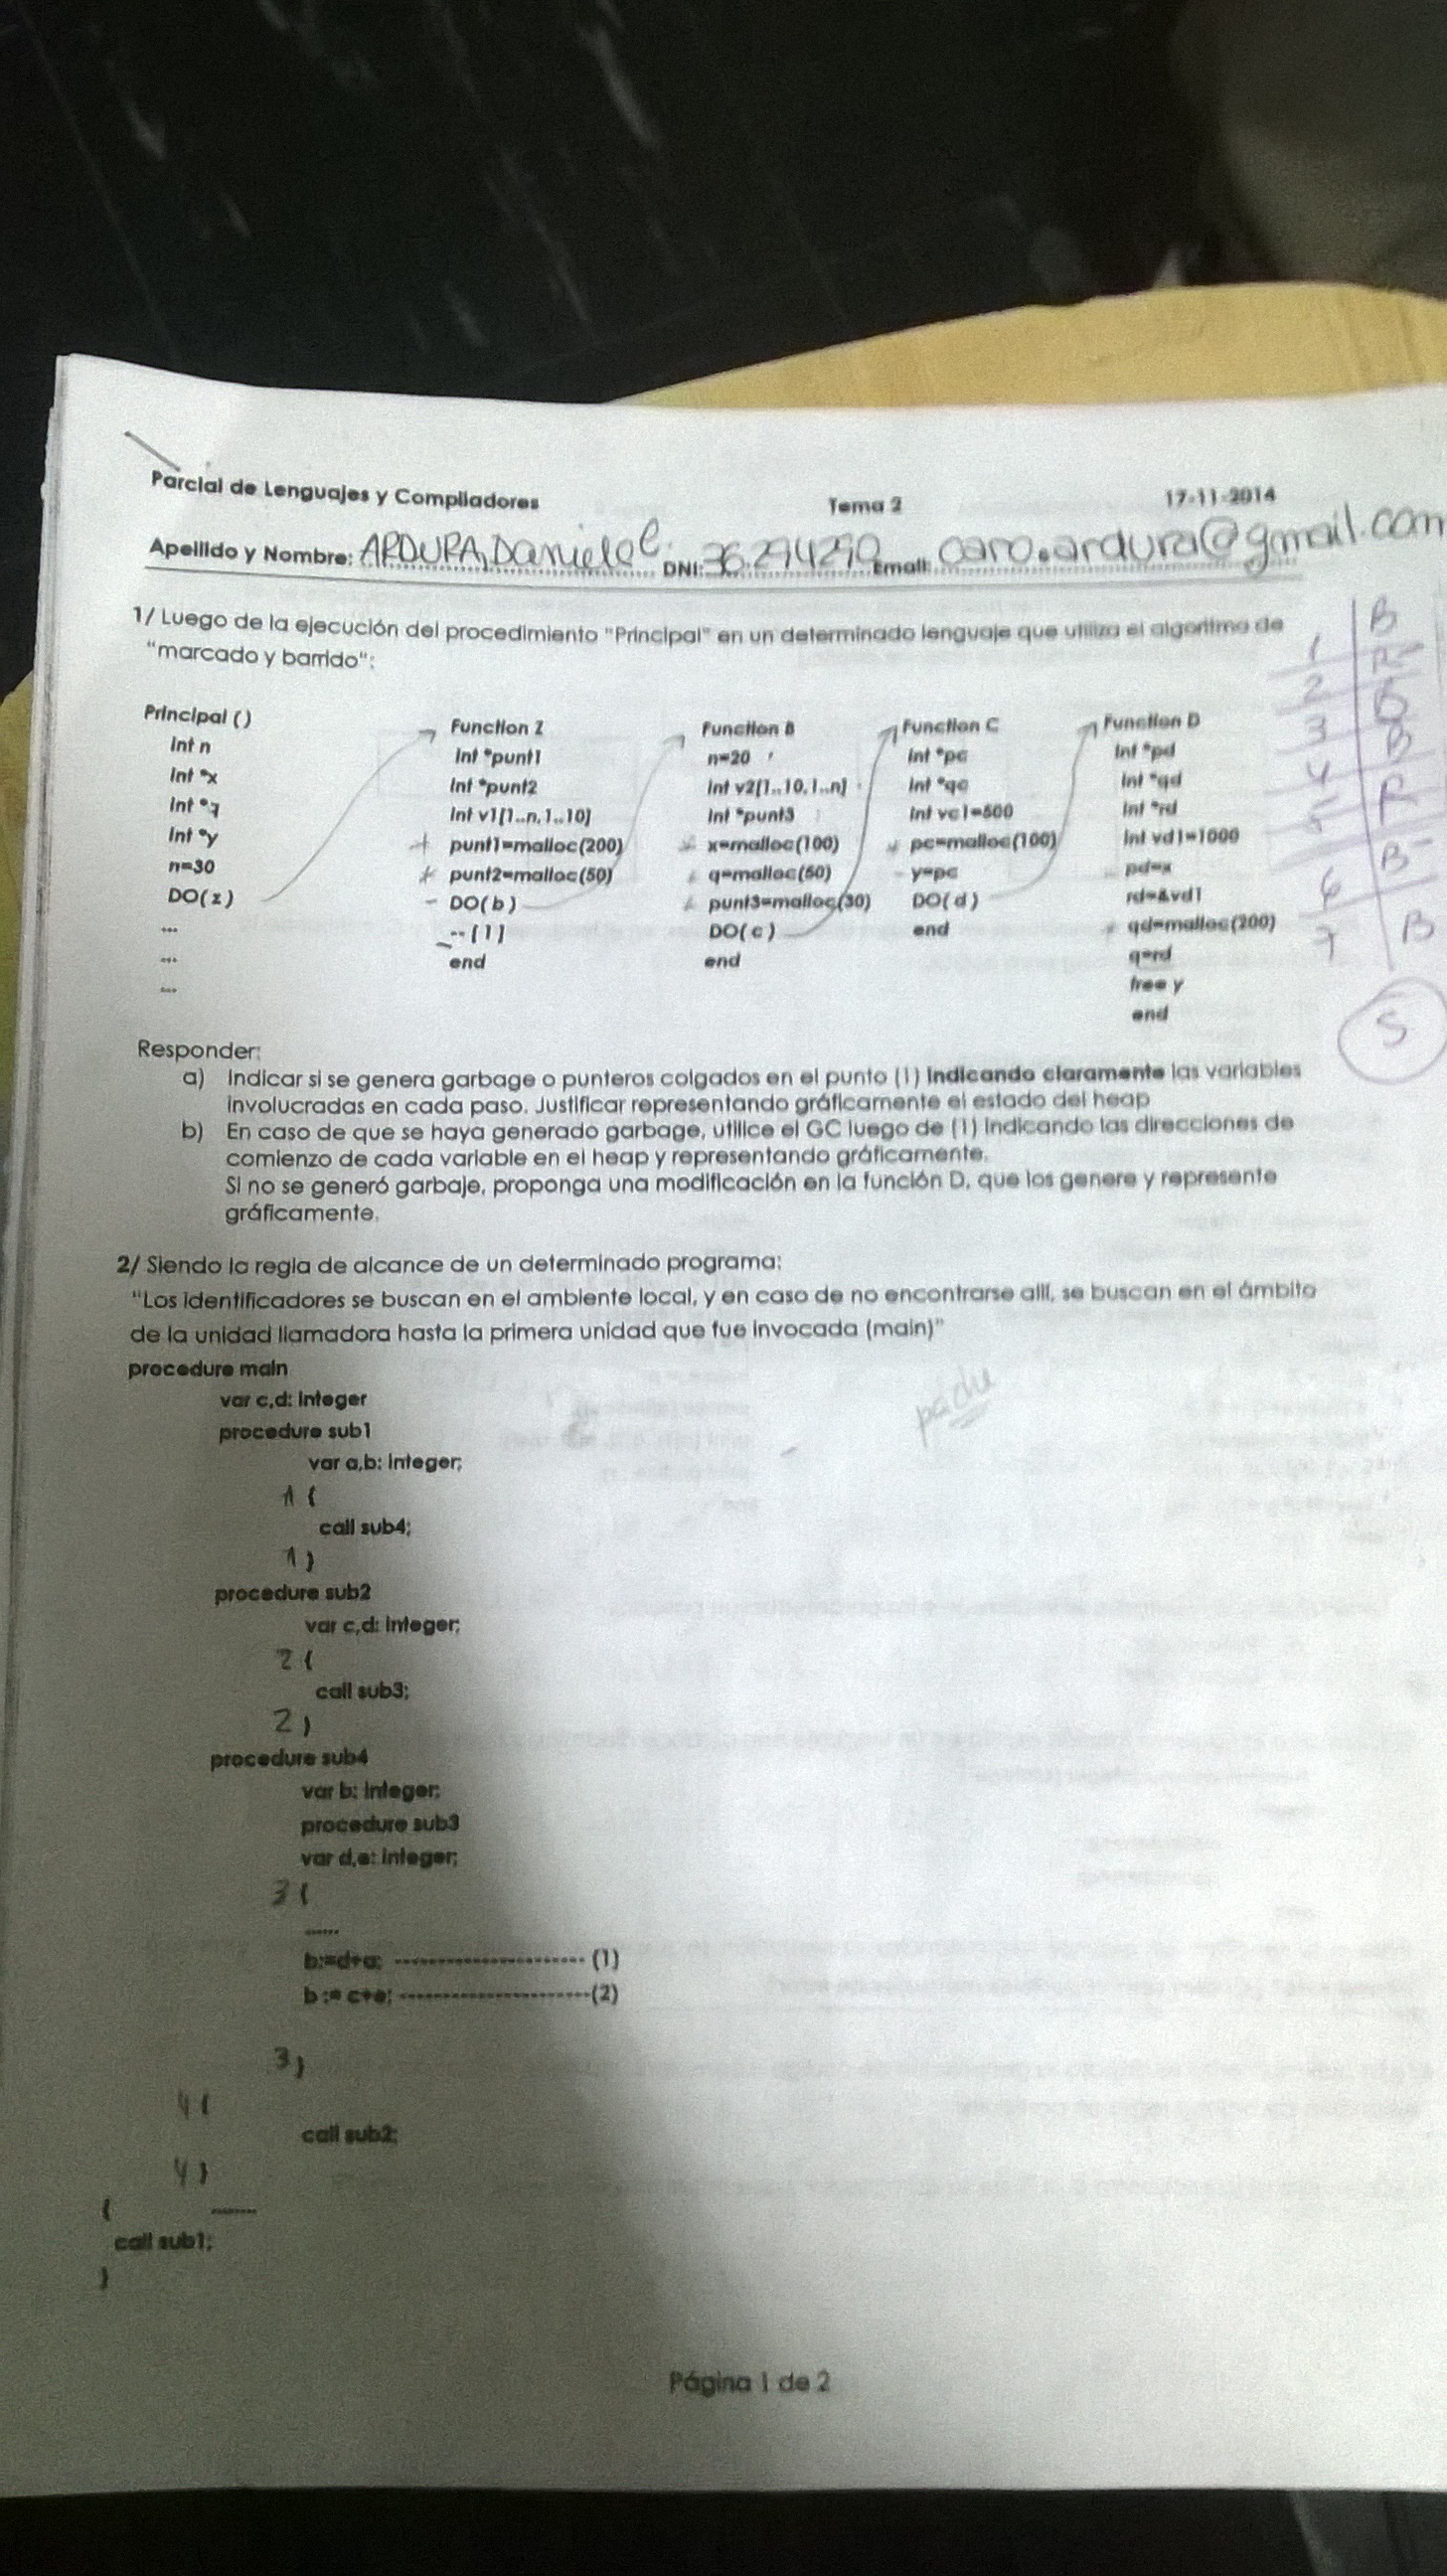 Parcial de Lenguajes y Compiladores Tema 2 17-11-2014
Apellido y Nombre: ARDURA, Daniela C. DNI: 36.294290 Email: caro.ardura@gmail.com
1/ Luego de la ejecución del procedimiento "Principal" en un determinado lenguaje que utiliza el algoritmo de
"marcado y barrido":
Principal ( )
int n
int *x
int *q
int *y
n=30
DO(z)
...
...
...
Function Z
int *punt1
int *punt2
int v1[1..n,1..10]
punt1=malloc(200)
punt2=malloc(50)
DO(b)
--- [1]
end
Function B
n=20
int v2[1..10,1..n]
int *punt3
x=malloc(100)
q=malloc(50)
punt3=malloc(30)
DO(c)
end
Function C
int *pc
int *qc
int vc1=500
pc=malloc(100)
y=pc
DO(d)
end
Function D
int *pd
int *qd
int *rd
int vd1=1000
pd=x
rd=&vd1
qd=malloc(200)
q=rd
free y
end
B
1 R-
2 B
3 B
4 R
5 B-
6
7 B
5
Responder:
a) Indicar si se genera garbage o punteros colgados en el punto (1) indicando claramente las variables
involucradas en cada paso. Justificar representando gráficamente el estado del heap
b) En caso de que se haya generado garbage, utilice el GC luego de (1) indicando las direcciones de
comienzo de cada variable en el heap y representando gráficamente.
Si no se generó garbaje, proponga una modificación en la función D, que los genere y represente
gráficamente.
2/ Siendo la regla de alcance de un determinado programa:
"Los identificadores se buscan en el ambiente local, y en caso de no encontrarse allí, se buscan en el ámbito
de la unidad llamadora hasta la primera unidad que fue invocada (main)"
procedure main
pache
var c,d: integer
procedure sub1
var a,b: integer;
1 {
call sub4;
1 }
procedure sub2
var c,d: integer;
2 {
call sub3;
2 }
procedure sub4
var b: integer;
procedure sub3
var d,e: integer;
3 {
......
b:=d+a; ---------------------- (1)
b := c+e; ----------------------(2)
3 }
4 {
call sub2;
4 }
{ ........
call sub1;
}
Página 1 de 2